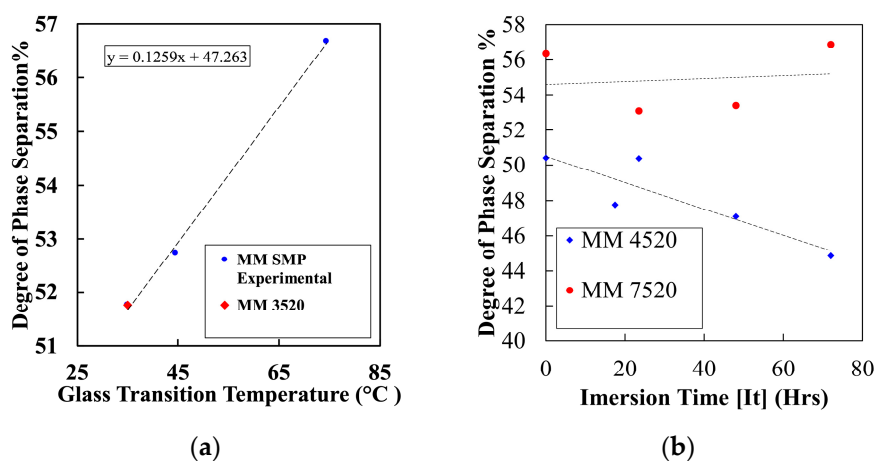 Degree of Phase Separation%
57
56
55
54
53
52
51
y = 0.1259x + 47.263
MM SMP
Experimental
MM 3520
25
45
65
85
Glass Transition Temperature (°C )
(a)
Degree of Phase Separation %
58
56
54
52
50
48
46
44
42
40
MM 4520
MM 7520
0
20
40
60
80
Imersion Time [It] (Hrs)
(b)